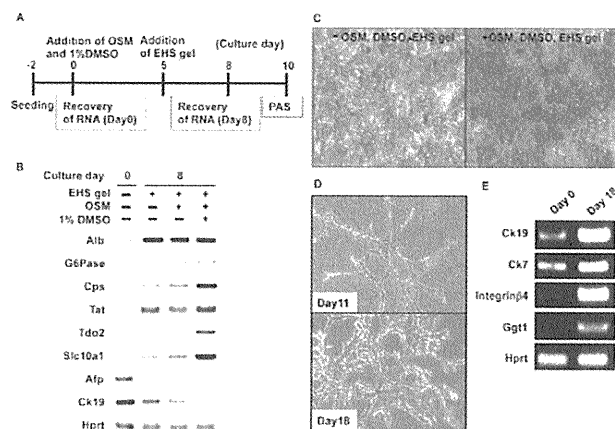 A
Addition of OSM
and 1%DMSO
Addition
of EHS gel
(Culture day)
-2 0 5 8 10
Seeding
Recovery
of RNA (Day0)
Recovery
of RNA (Day8)
PAS
B
Culture day 0 8
EHS gel - + + +
OSM - - + +
1% DMSO - - - +
Alb
G6Pase
Cps
Tat
Tdo2
Slc10a1
Afp
Ck19
Hprt
C
- OSM, DMSO, EHS gel
+OSM, DMSO, EHS gel
D
Day11
Day18
E
Day 0
Day 18
Ck19
Ck7
Integrinβ4
Ggt1
Hprt